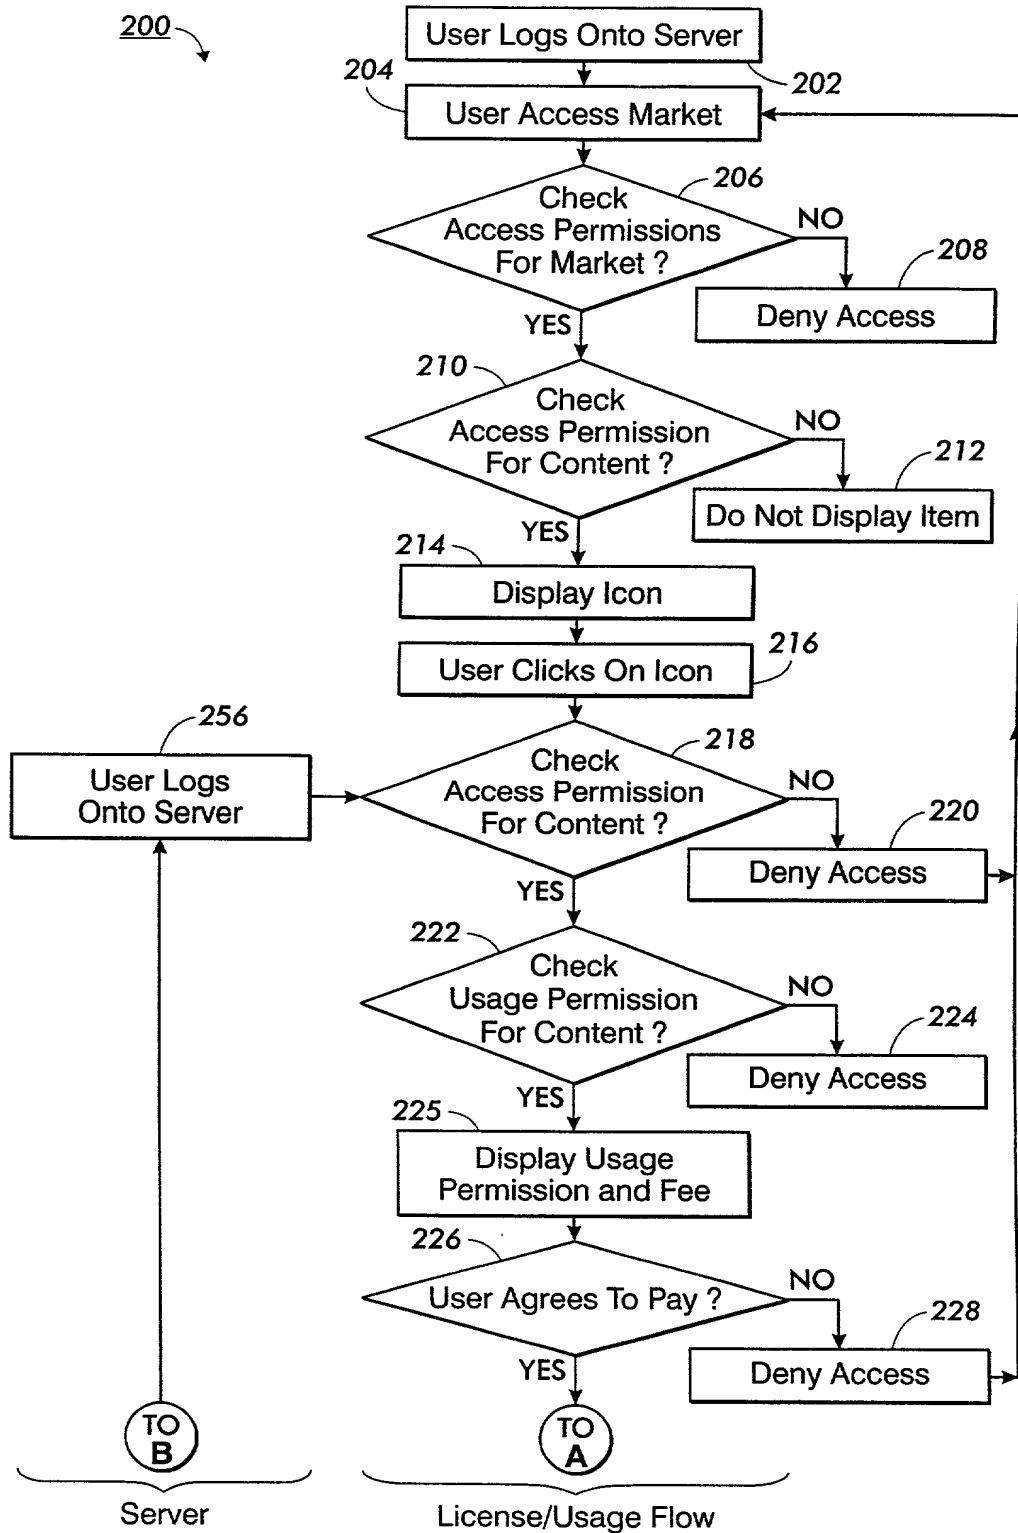 200
User Logs Onto Server
202
204
User Access Market
206
Check
Access Permissions
For Market ?
NO
208
Deny Access
YES
210
Check
Access Permission
For Content ?
NO
212
Do Not Display Item
YES
214
Display Icon
216
User Clicks On Icon
256
User Logs
Onto Server
218
Check
Access Permission
For Content ?
NO
220
Deny Access
YES
222
Check
Usage Permission
For Content ?
NO
224
Deny Access
YES
225
Display Usage
Permission and Fee
226
User Agrees To Pay ?
NO
228
Deny Access
YES
TO
B
TO
A
Server
License/Usage Flow